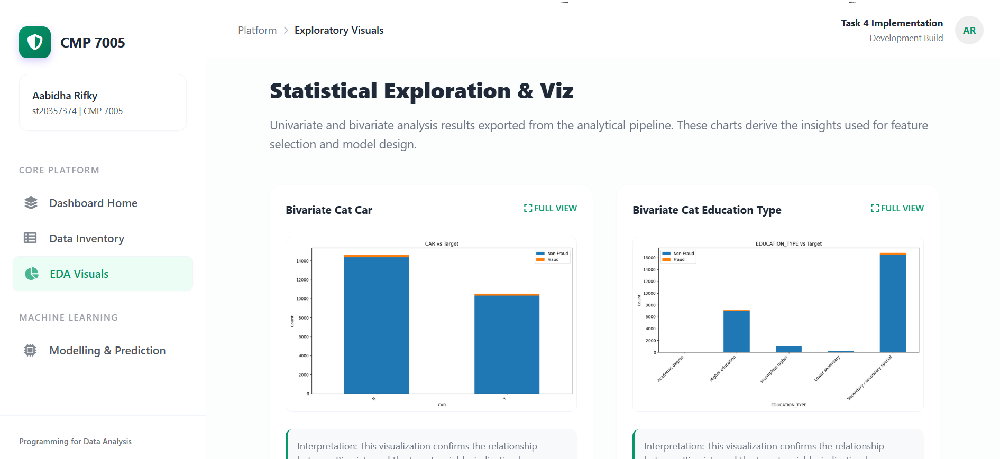 CMP 7005
Aabidha Rifky
st20357374 | CMP 7005
CORE PLATFORM
Dashboard Home
Data Inventory
EDA Visuals
MACHINE LEARNING
Modelling & Prediction
Programming for Data Analysis
Platform > Exploratory Visuals
Task 4 Implementation
Development Build
AR
Statistical Exploration & Viz
Univariate and bivariate analysis results exported from the analytical pipeline. These charts derive the insights used for feature
selection and model design.
Bivariate Cat Car
FULL VIEW
CAR vs Target
Non-Fraud
Fraud
14000
12000
10000
8000
6000
4000
2000
0
Count
N
Y
CAR
Interpretation: This visualization confirms the relationship
Bivariate Cat Education Type
FULL VIEW
EDUCATION_TYPE vs Target
Non-Fraud
Fraud
16000
14000
12000
10000
8000
6000
4000
2000
0
Count
Academic degree
Higher education
Incomplete higher
Lower secondary
Secondary / secondary special
EDUCATION_TYPE
Interpretation: This visualization confirms the relationship